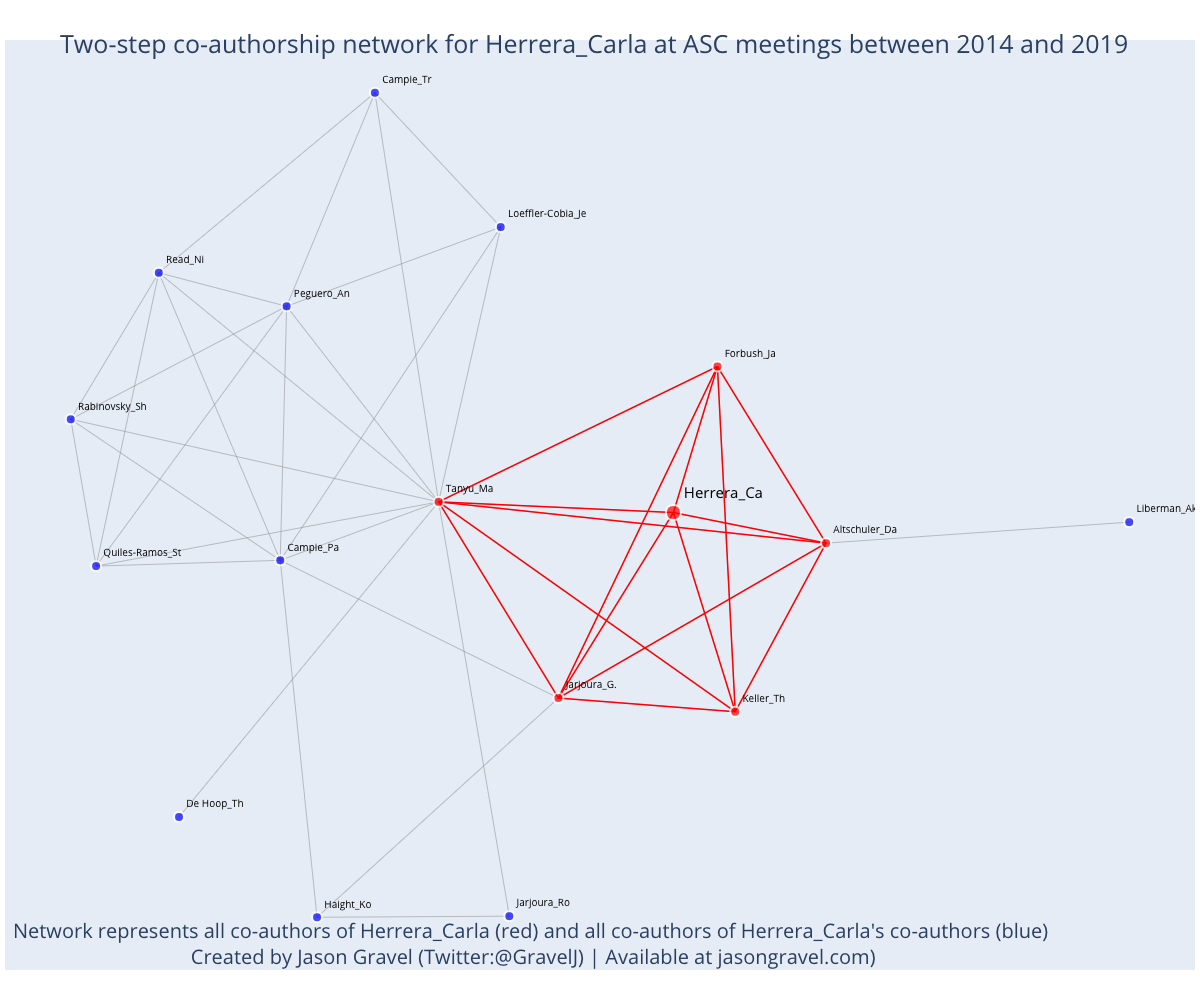 Two-step co-authorship network for Herrera_Carla at ASC meetings between 2014 and 2019
Campie_Tr
Loeffler-Cobia_Je
Read_Ni
Peguero_An
Forbush_Ja
Rabinovsky_Sh
Tanyu_Ma
Herrera_Ca
Liberman_Ak
Altschuler_Da
Quiles-Ramos_St
Campie_Pa
Jarjoura_G.
Keller_Th
De Hoop_Th
Haight_Ko
Jarjoura_Ro
Network represents all co-authors of Herrera_Carla (red) and all co-authors of Herrera_Carla's co-authors (blue)
Created by Jason Gravel (Twitter:@GravelJ) | Available at jasongravel.com)